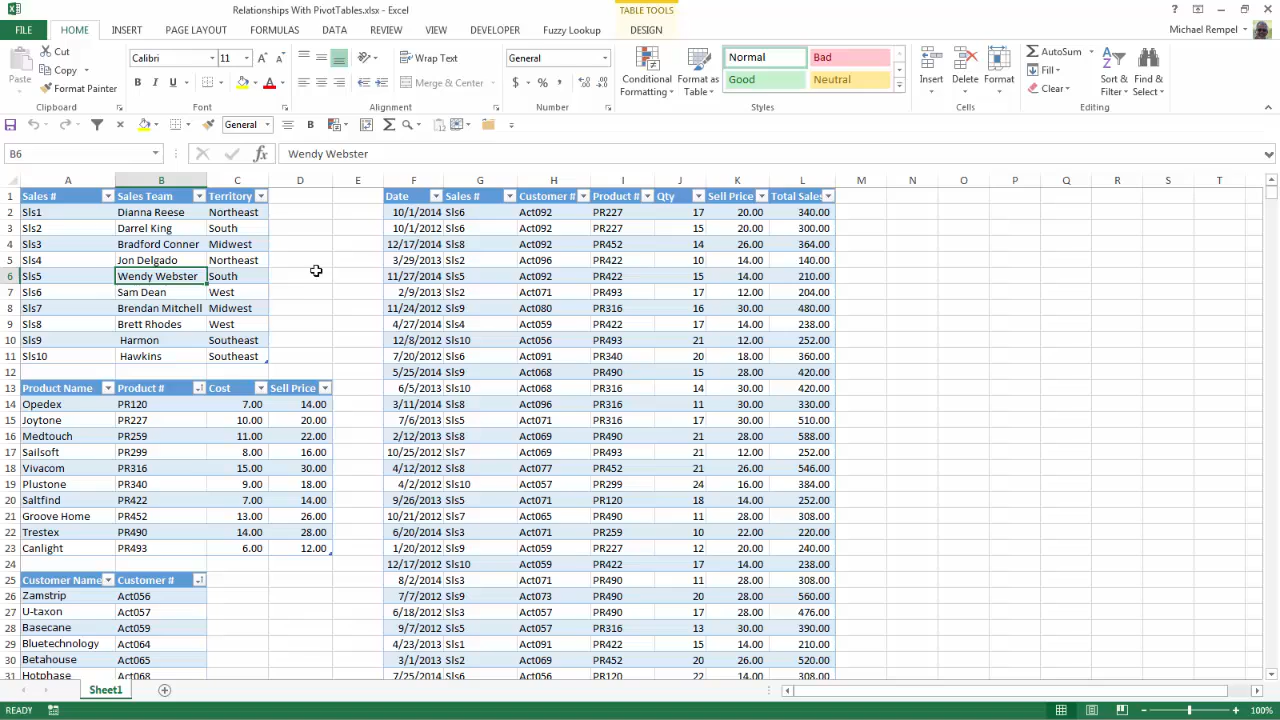 Relationships With PivotTables.xlsx - Excel
TABLE TOOLS
FILE HOME INSERT PAGE LAYOUT FORMULAS DATA REVIEW VIEW DEVELOPER Fuzzy Lookup DESIGN Michael Rempel
Paste
Cut
Copy
Format Painter
Clipboard
Calibri 11
B I U
Font
Wrap Text
Merge & Center
Alignment
General
$ % ,
Number
Conditional Formatting
Format as Table
Normal Bad
Good Neutral
Styles
Insert Delete Format
Cells
AutoSum
Fill
Clear
Sort & Filter
Find & Select
Editing
General B
B6 fx Wendy Webster
A B C D E F G H I J K L M N O P Q R S T
1 Sales # Sales Team Territory Date Sales # Customer # Product # Qty Sell Price Total Sales
2 Sls1 Dianna Reese Northeast 10/1/2014 Sls6 Act092 PR227 17 20.00 340.00
3 Sls2 Darrel King South 10/1/2012 Sls6 Act092 PR227 15 20.00 300.00
4 Sls3 Bradford Conner Midwest 12/17/2014 Sls8 Act092 PR452 14 26.00 364.00
5 Sls4 Jon Delgado Northeast 3/29/2013 Sls2 Act096 PR422 10 14.00 140.00
6 Sls5 Wendy Webster South 11/27/2014 Sls5 Act092 PR422 15 14.00 210.00
7 Sls6 Sam Dean West 2/9/2013 Sls2 Act071 PR493 17 12.00 204.00
8 Sls7 Brendan Mitchell Midwest 11/24/2012 Sls9 Act080 PR316 16 30.00 480.00
9 Sls8 Brett Rhodes West 4/27/2014 Sls4 Act059 PR422 17 14.00 238.00
10 Sls9 Harmon Southeast 12/8/2012 Sls10 Act056 PR493 21 12.00 252.00
11 Sls10 Hawkins Southeast 7/20/2012 Sls6 Act091 PR340 20 18.00 360.00
12 5/25/2014 Sls9 Act068 PR490 15 28.00 420.00
13 Product Name Product # Cost Sell Price 6/5/2013 Sls10 Act068 PR316 14 30.00 420.00
14 Opedex PR120 7.00 14.00 3/11/2014 Sls8 Act096 PR316 11 30.00 330.00
15 Joytone PR227 10.00 20.00 7/6/2013 Sls5 Act071 PR316 17 30.00 510.00
16 Medtouch PR259 11.00 22.00 2/12/2013 Sls8 Act069 PR490 21 28.00 588.00
17 Sailsoft PR299 8.00 16.00 10/25/2012 Sls7 Act069 PR493 21 12.00 252.00
18 Vivacom PR316 15.00 30.00 4/12/2012 Sls8 Act077 PR452 21 26.00 546.00
19 Plustone PR340 9.00 18.00 4/2/2012 Sls10 Act057 PR299 24 16.00 384.00
20 Saltfind PR422 7.00 14.00 9/26/2013 Sls5 Act071 PR120 18 14.00 252.00
21 Groove Home PR452 13.00 26.00 10/21/2012 Sls7 Act065 PR490 11 28.00 308.00
22 Trestex PR490 14.00 28.00 6/20/2014 Sls3 Act071 PR259 10 22.00 220.00
23 Canlight PR493 6.00 12.00 1/20/2012 Sls9 Act059 PR227 12 20.00 240.00
24 12/17/2012 Sls10 Act059 PR422 17 14.00 238.00
25 Customer Name Customer # 8/2/2014 Sls3 Act071 PR490 11 28.00 308.00
26 Zamstrip Act056 7/7/2012 Sls9 Act073 PR490 20 28.00 560.00
27 U-taxon Act057 6/18/2012 Sls3 Act057 PR490 17 28.00 476.00
28 Basecane Act059 9/7/2012 Sls5 Act057 PR316 13 30.00 390.00
29 Bluetechnology Act064 4/23/2013 Sls1 Act071 PR422 15 14.00 210.00
30 Betahouse Act065 3/1/2013 Sls2 Act069 PR452 20 26.00 520.00
31 Hotphase Act068 7/25/2014 Sls6 Act056 PR120 22 14.00 308.00
Sheet1
READY 100%